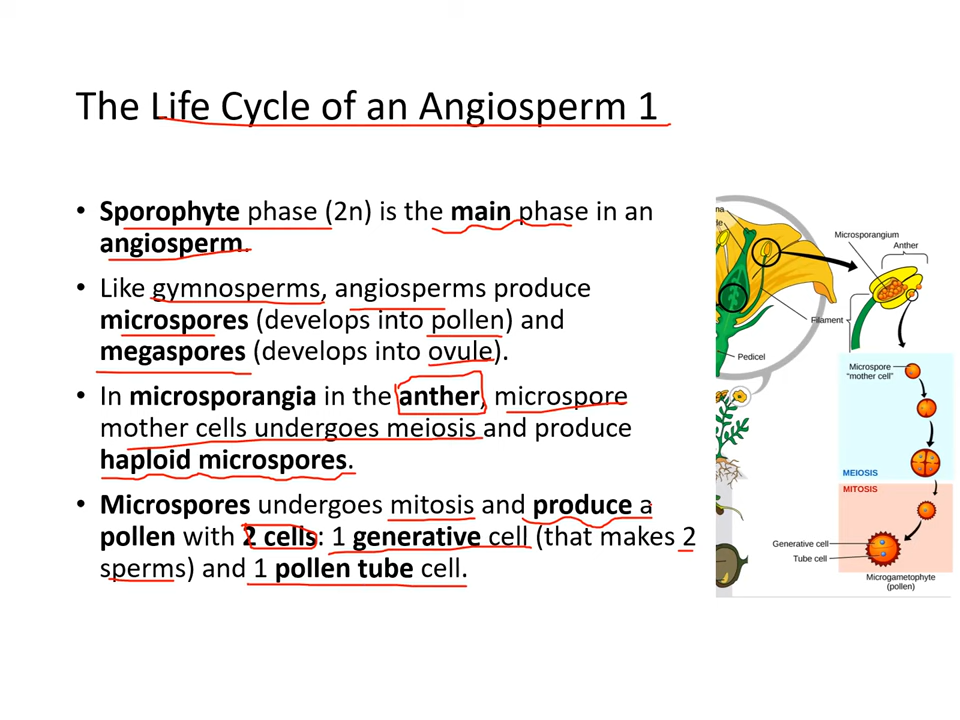 The Life Cycle of an Angiosperm 1
• Sporophyte phase (2n) is the main phase in an
angiosperm.
• Like gymnosperms, angiosperms produce
microspores (develops into pollen) and
megaspores (develops into ovule).
• In microsporangia in the anther, microspore
mother cells undergoes meiosis and produce
haploid microspores.
• Microspores undergoes mitosis and produce a
pollen with 2 cells: 1 generative cell (that makes 2
sperms) and 1 pollen tube cell.
Microsporangium
Anther
Filament
Pedicel
Microspore
"mother cell"
MEIOSIS
MITOSIS
Generative cell
Tube cell
Microgametophyte
(pollen)